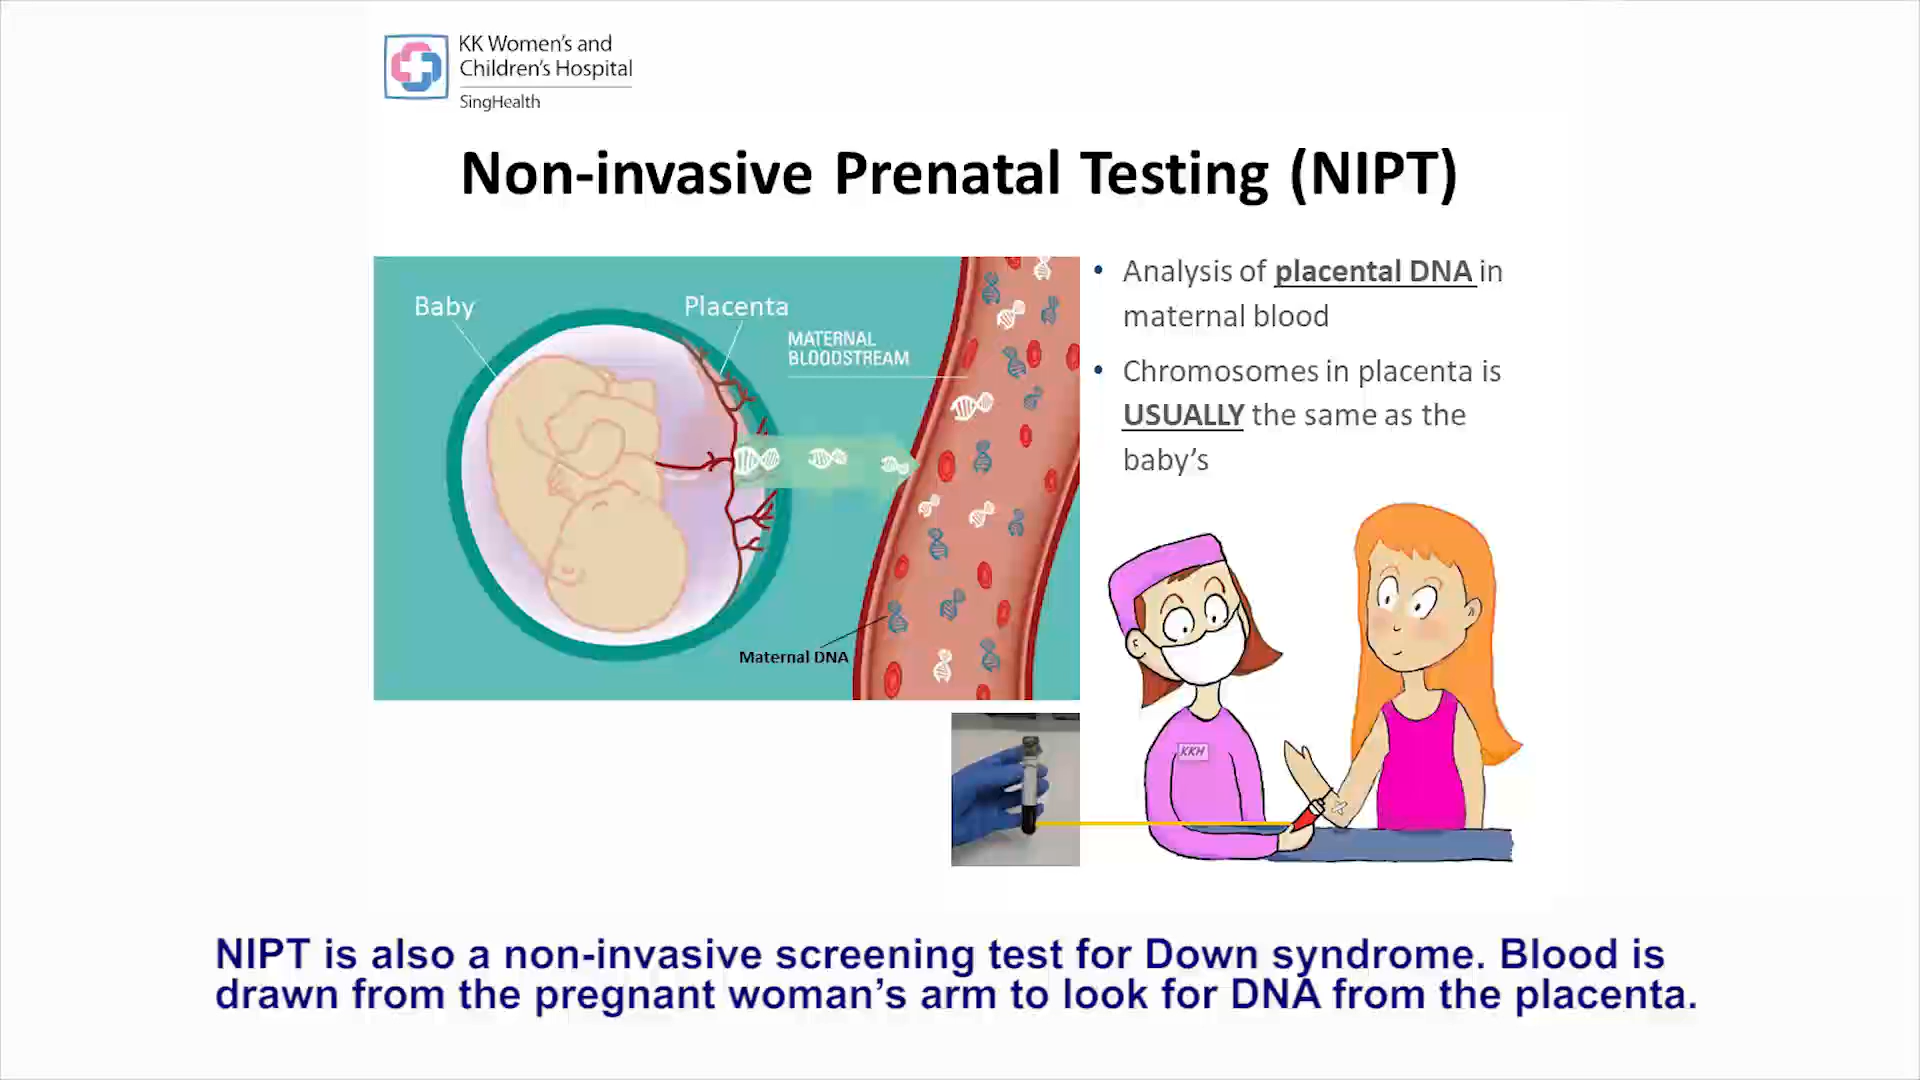 KK Women's and
Children's Hospital
SingHealth
Non-invasive Prenatal Testing (NIPT)
Baby
Placenta
MATERNAL
BLOODSTREAM
Maternal DNA
• Analysis of placental DNA in
maternal blood
• Chromosomes in placenta is
USUALLY the same as the
baby's
KKH
NIPT is also a non-invasive screening test for Down syndrome. Blood is
drawn from the pregnant woman's arm to look for DNA from the placenta.